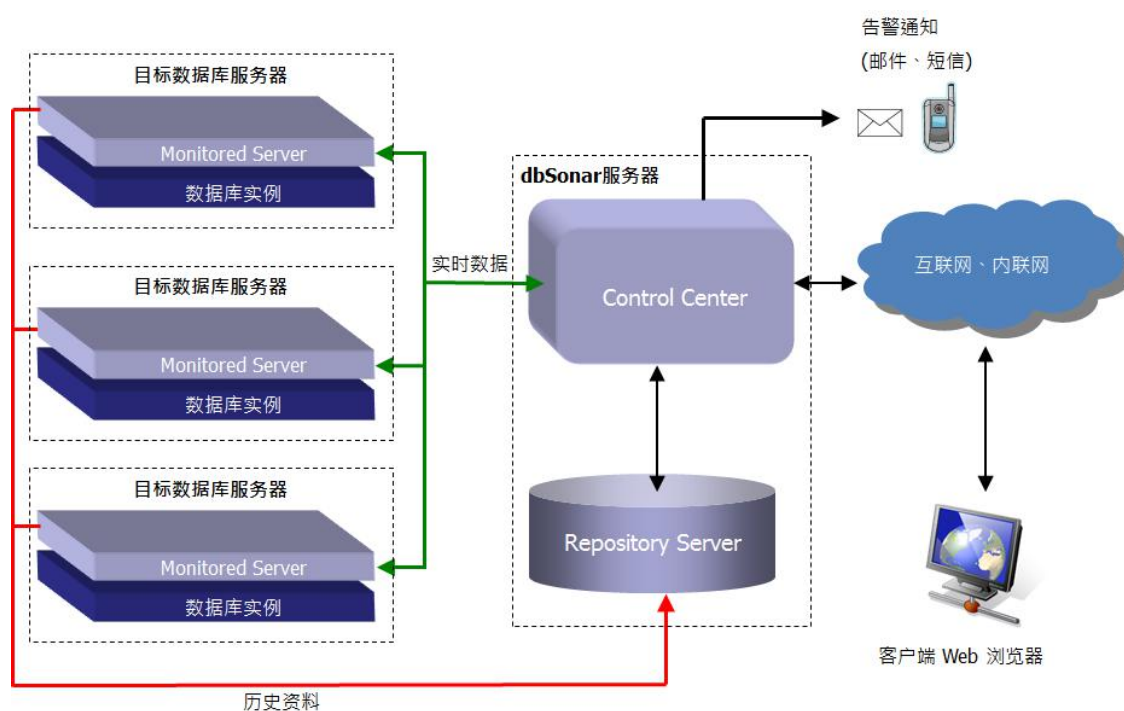 告警通知
(邮件、短信)
目标数据库服务器
Monitored Server
数据库实例
dbSonar服务器
实时数据
Control Center
互联网、内联网
目标数据库服务器
Monitored Server
数据库实例
目标数据库服务器
Monitored Server
数据库实例
Repository Server
客户端 Web 浏览器
历史资料